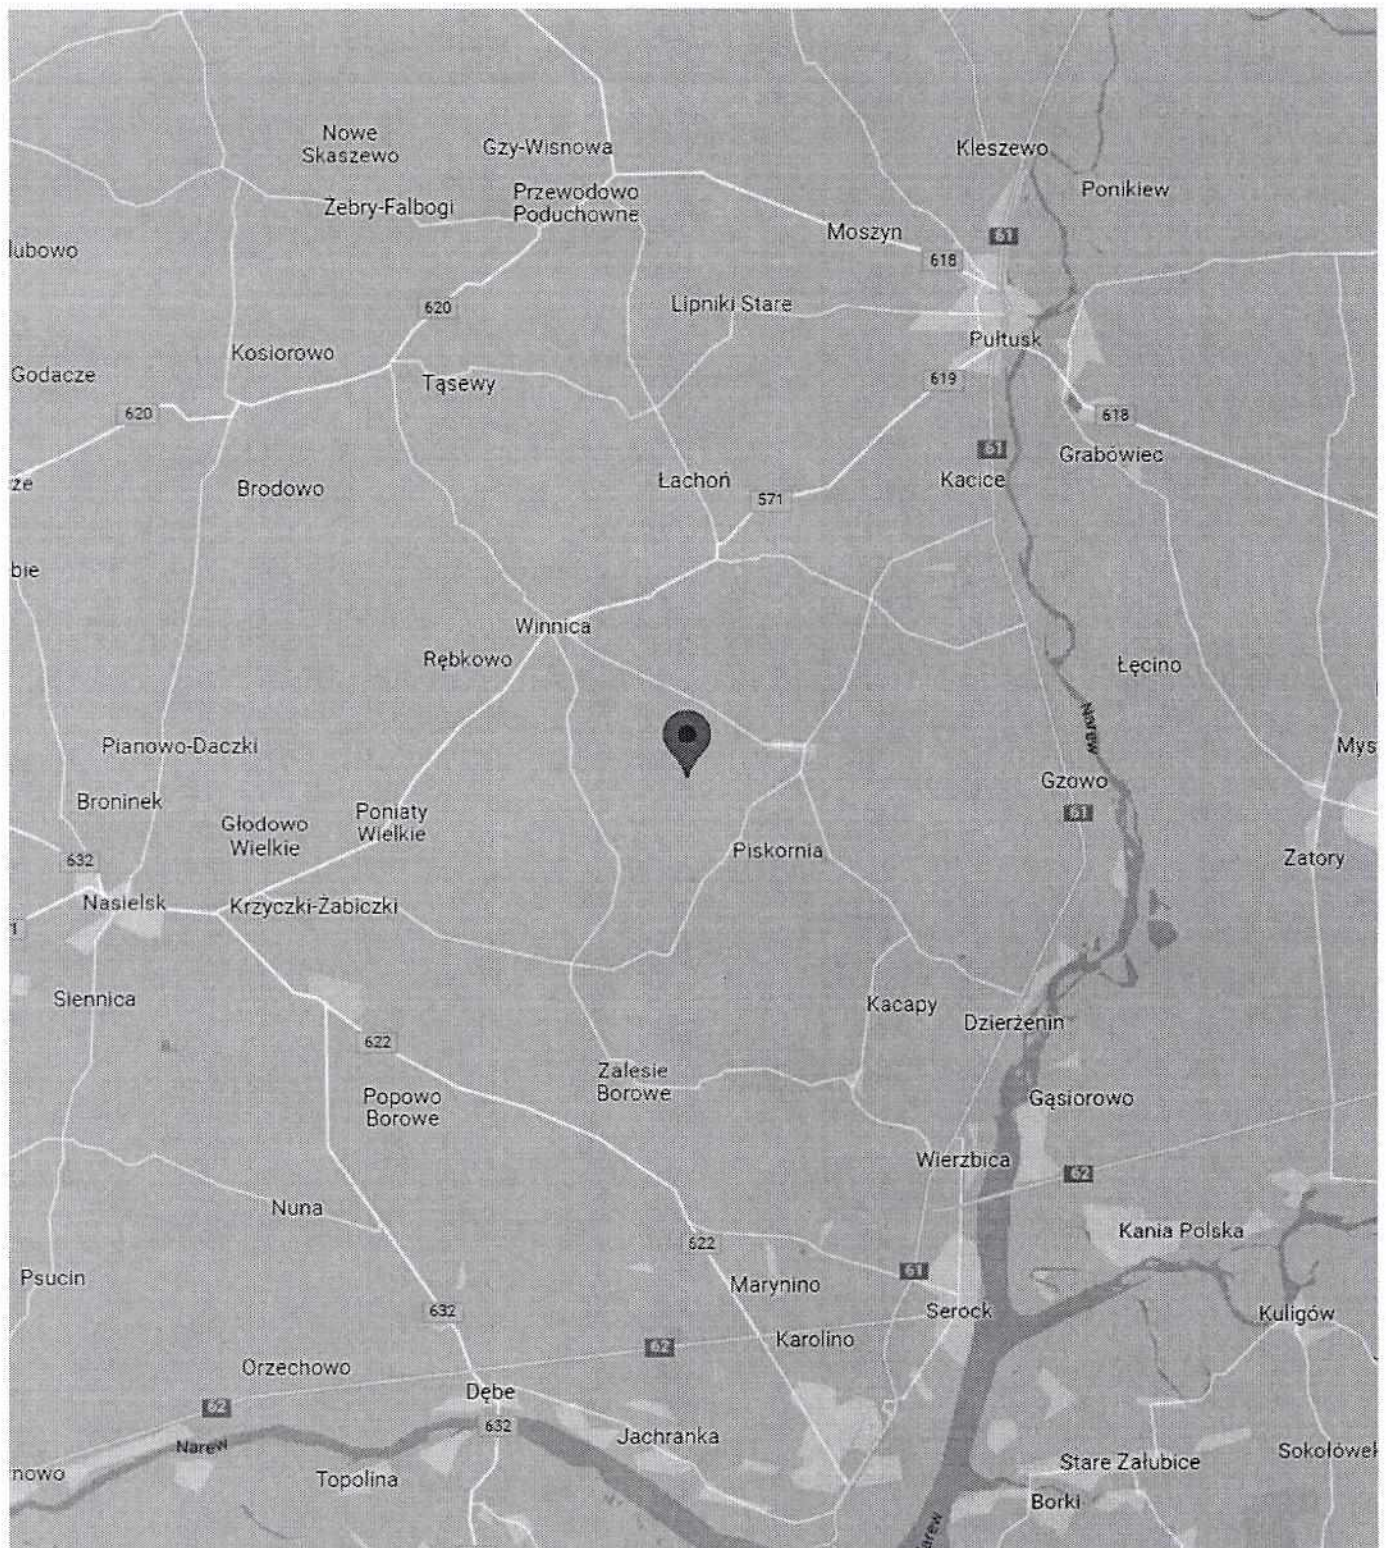 Nowe
Skaszewo
Gzy-Wisnowa
Kleszewo
Ponikiew
Żebry-Falbogi
Przewodowo
Poduchowne
Moszyn
61
lubowo
618
620
Lipniki Stare
Pułtusk
Kosiorowo
Godacze
Tąsewy
619
620
618
61
Grabówiec
ze
Brodowo
Łachoń
Kacice
571
bie
Winnica
Rębkowo
Łęcino
Narew
Pianowo-Daczki
Mys
Gzowo
Broninek
Głodowo
Wielkie
Poniaty
Wielkie
61
632
Piskornia
Zatory
Nasielsk
Krzyczki-Żabiczki
Siennica
Kacapy
Dzierżenin
622
Zalesie
Borowe
Popowo
Borowe
Gąsiorowo
Wierzbica
62
Nuna
Kania Polska
622
Psucin
61
Marynino
632
Serock
Kuligów
Karolino
62
Orzechowo
Dębe
62
632
Narew
Jachranka
Sokołówe
nowo
Topolina
Stare Załubice
Borki
arew